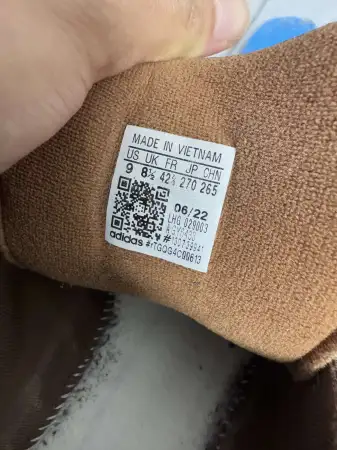 MADE IN VIETNAM
US UK FR JP CHN
9 8½ 42⅔ 270 265
06/22
LHG 029003
adidas #rTGQG4C00613